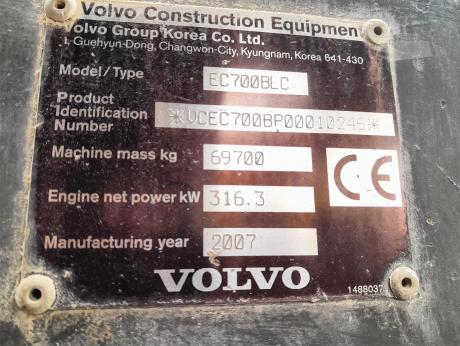 Volvo Construction Equipment
Volvo Group Korea Co. Ltd.
1, Guehyun-Dong, Changwon-City, Kyungnam, Korea 641-430
Model/Type EC700BLC
Product
Identification
Number *VCEC700BP00010246*
Machine mass kg 69700
CE
Engine net power kW 316.3
Manufacturing year 2007
VOLVO
1488037